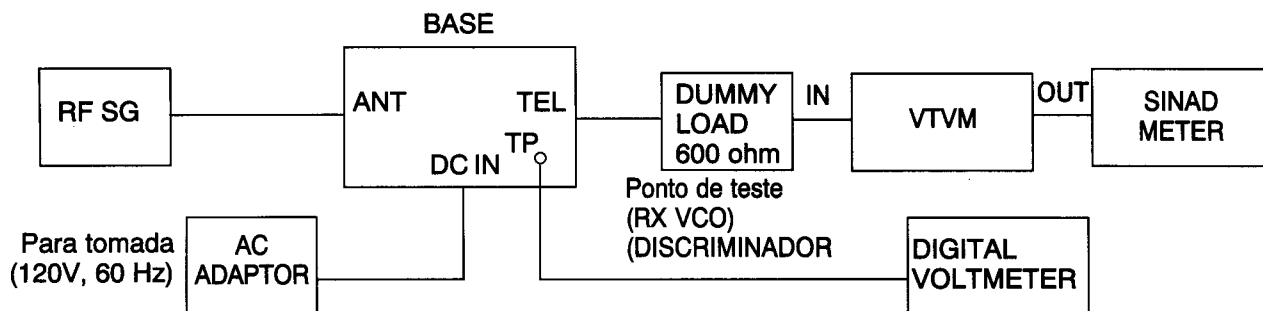 BASE
RF SG
ANT
TEL
TP
DC IN
DUMMY
LOAD
600 ohm
IN
VTVM
OUT
SINAD
METER
Ponto de teste
(RX VCO)
(DISCRIMINADOR
Para tomada
(120V, 60 Hz)
AC
ADAPTOR
DIGITAL
VOLTMETER